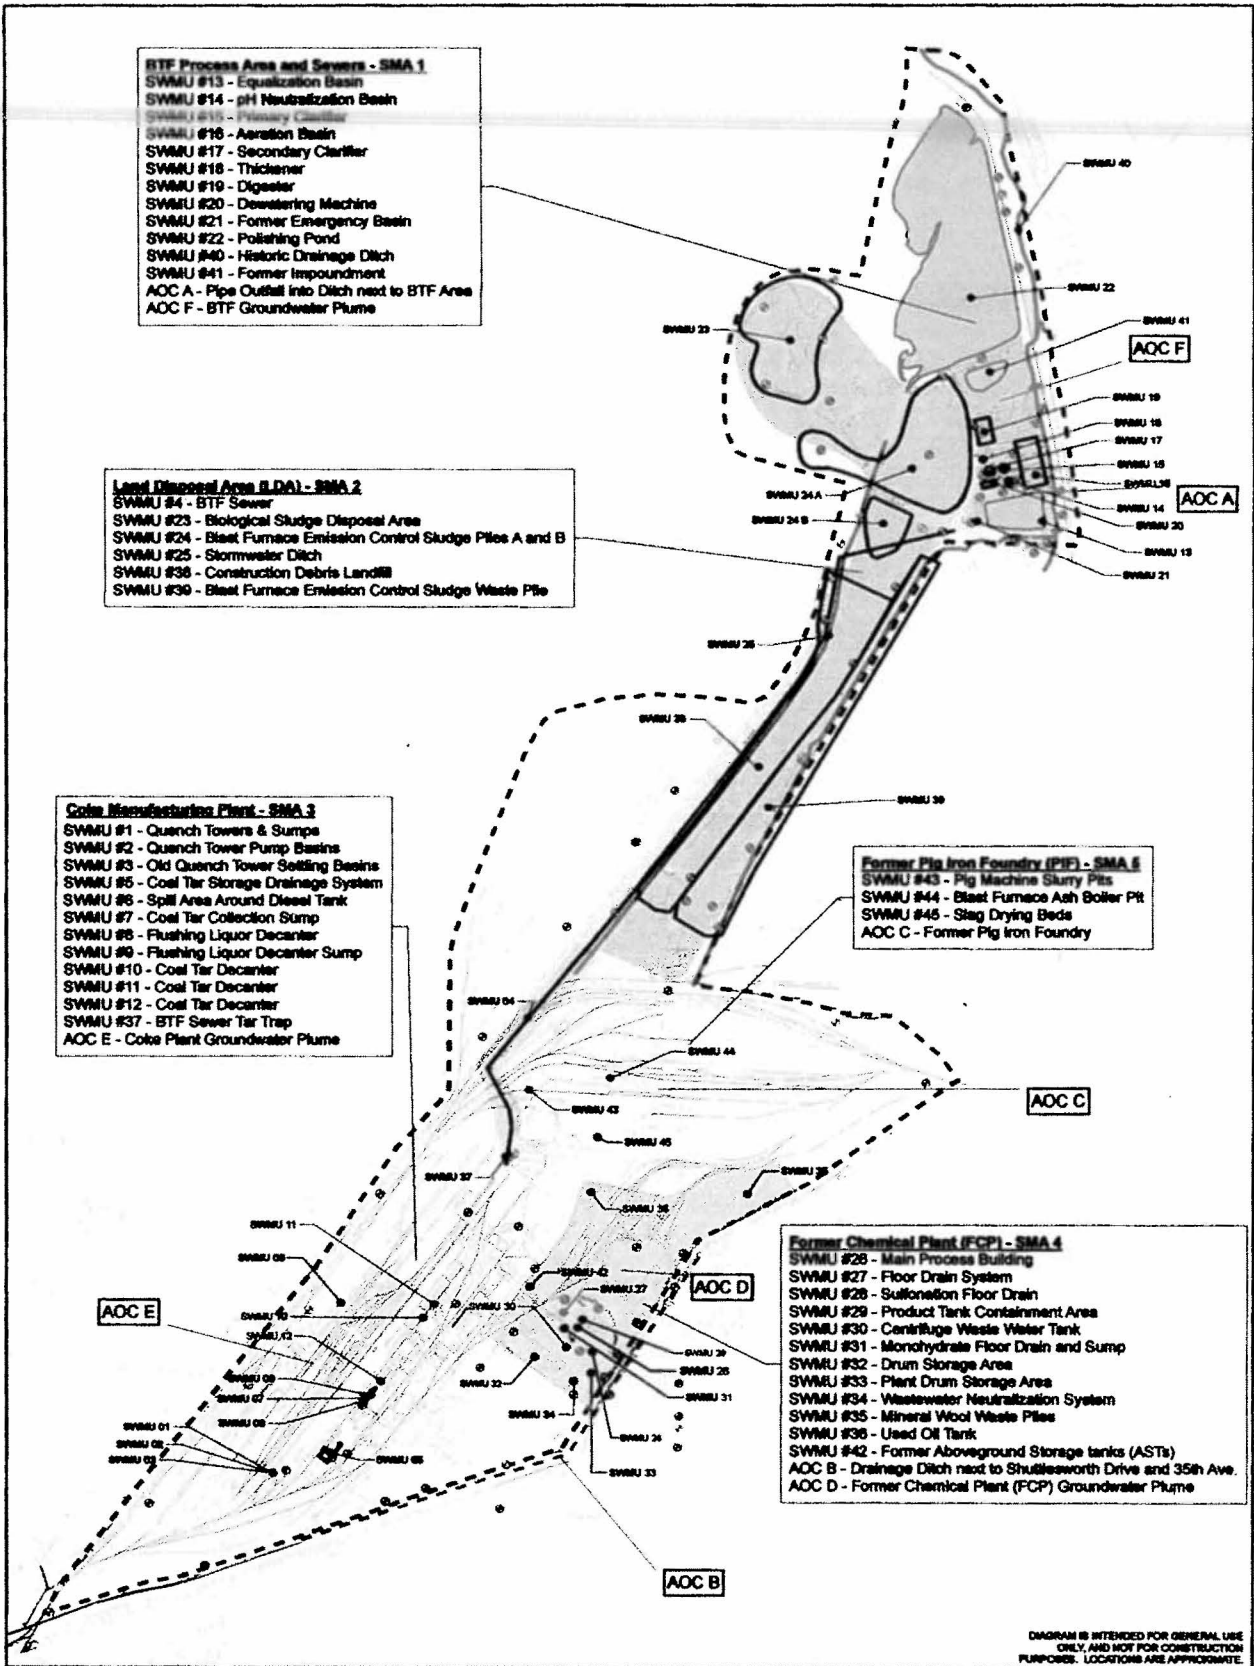 BTF Process Area and Sewers - SMA 1
SWMU #13 - Equalization Basin
SWMU #14 - pH Neutralization Basin
SWMU #15 - Primary Clarifier
SWMU #16 - Aeration Basin
SWMU #17 - Secondary Clarifier
SWMU #18 - Thickener
SWMU #19 - Digester
SWMU #20 - Dewatering Machine
SWMU #21 - Former Emergency Basin
SWMU #22 - Polishing Pond
SWMU #40 - Historic Drainage Ditch
SWMU #41 - Former Impoundment
AOC A - Pipe Outfall into Ditch next to BTF Area
AOC F - BTF Groundwater Plume
SWMU 40
SWMU 22
SWMU 23
SWMU 41
AOC F
SWMU 19
SWMU 18
SWMU 17
SWMU 15
AOC A
SWMU 14
SWMU 20
SWMU 13
SWMU 21
SWMU 24 A
SWMU 24 B
Land Disposal Area (LDA) - SMA 2
SWMU #4 - BTF Sewer
SWMU #23 - Biological Sludge Disposal Area
SWMU #24 - Blast Furnace Emission Control Sludge Piles A and B
SWMU #25 - Stormwater Ditch
SWMU #38 - Construction Debris Landfill
SWMU #39 - Blast Furnace Emission Control Sludge Waste Pile
SWMU 25
SWMU 38
SWMU 39
Coke Manufacturing Plant - SMA 3
SWMU #1 - Quench Towers & Sumps
SWMU #2 - Quench Tower Pump Basins
SWMU #3 - Old Quench Tower Settling Basins
SWMU #5 - Coal Tar Storage Drainage System
SWMU #6 - Spill Area Around Diesel Tank
SWMU #7 - Coal Tar Collection Sump
SWMU #8 - Flushing Liquor Decanter
SWMU #9 - Flushing Liquor Decanter Sump
SWMU #10 - Coal Tar Decanter
SWMU #11 - Coal Tar Decanter
SWMU #12 - Coal Tar Decanter
SWMU #37 - BTF Sewer Tar Trap
AOC E - Coke Plant Groundwater Plume
Former Pig Iron Foundry (PIF) - SMA 5
SWMU #43 - Pig Machine Slurry Pits
SWMU #44 - Blast Furnace Ash Boiler Pit
SWMU #45 - Slag Drying Beds
AOC C - Former Pig Iron Foundry
SWMU 04
SWMU 44
AOC C
SWMU 43
SWMU 45
SWMU 37
SWMU 35
SWMU 36
SWMU 11
SWMU 42
SWMU 27
AOC D
AOC E
SWMU 10
SWMU 30
SWMU 12
SWMU 29
SWMU 32
SWMU 31
SWMU 34
SWMU 33
SWMU 01
SWMU 02
SWMU 03
Former Chemical Plant (FCP) - SMA 4
SWMU #26 - Main Process Building
SWMU #27 - Floor Drain System
SWMU #28 - Sulfonation Floor Drain
SWMU #29 - Product Tank Containment Area
SWMU #30 - Centrifuge Waste Water Tank
SWMU #31 - Monohydrate Floor Drain and Sump
SWMU #32 - Drum Storage Area
SWMU #33 - Plant Drum Storage Area
SWMU #34 - Wastewater Neutralization System
SWMU #35 - Mineral Wool Waste Piles
SWMU #36 - Used Oil Tank
SWMU #42 - Former Aboveground Storage tanks (ASTs)
AOC B - Drainage Ditch next to Shuttlesworth Drive and 35th Ave.
AOC D - Former Chemical Plant (FCP) Groundwater Plume
AOC B
DIAGRAM IS INTENDED FOR GENERAL USE
ONLY, AND NOT FOR CONSTRUCTION
PURPOSES. LOCATIONS ARE APPROXIMATE.